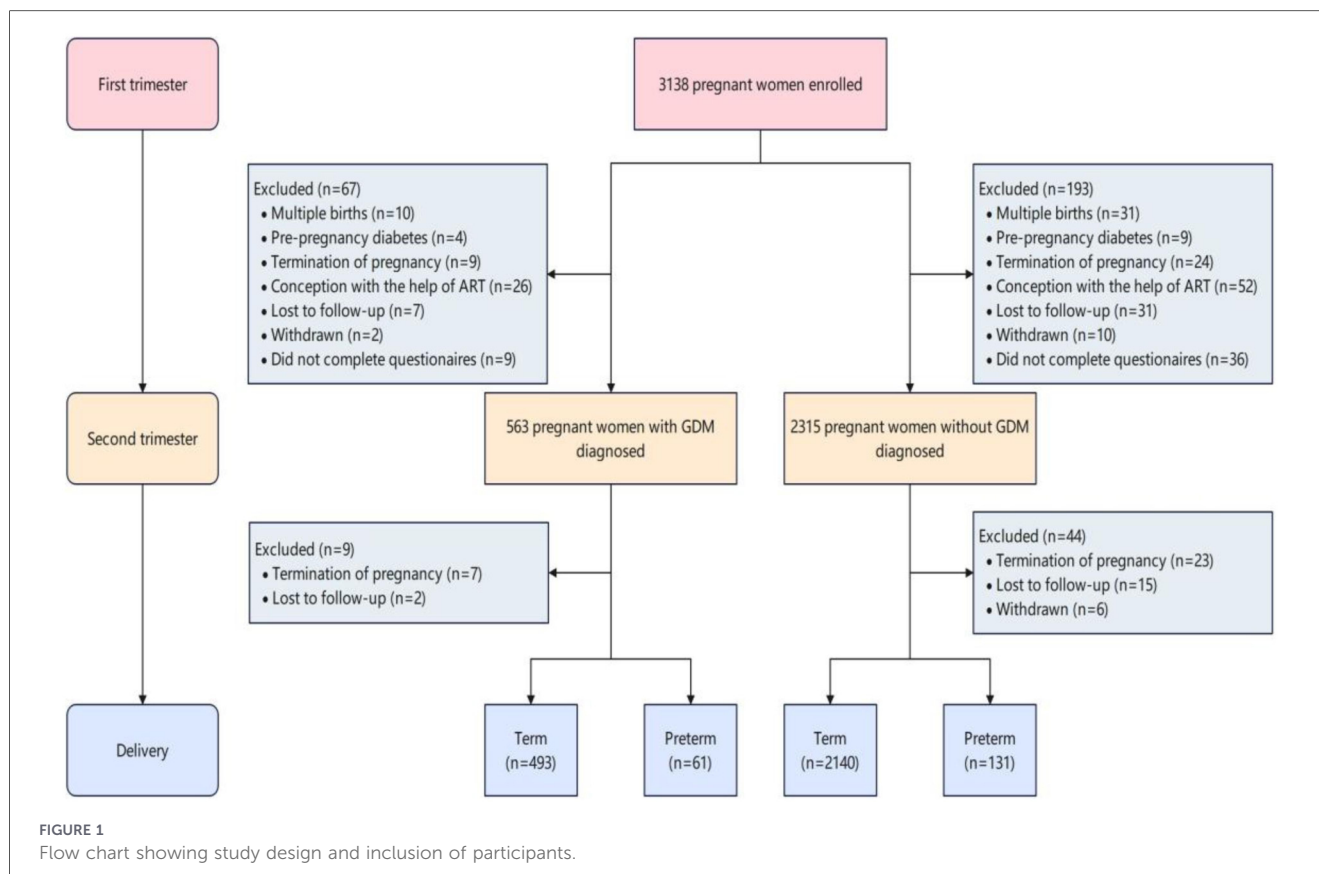 First trimester
3138 pregnant women enrolled
Excluded (n=67)
• Multiple births (n=10)
• Pre-pregnancy diabetes (n=4)
• Termination of pregnancy (n=9)
• Conception with the help of ART (n=26)
• Lost to follow-up (n=7)
• Withdrawn (n=2)
• Did not complete questionaires (n=9)
Excluded (n=193)
• Multiple births (n=31)
• Pre-pregnancy diabetes (n=9)
• Termination of pregnancy (n=24)
• Conception with the help of ART (n=52)
• Lost to follow-up (n=31)
• Withdrawn (n=10)
• Did not complete questionaires (n=36)
Second trimester
563 pregnant women with GDM
diagnosed
2315 pregnant women without GDM
diagnosed
Excluded (n=9)
• Termination of pregnancy (n=7)
• Lost to follow-up (n=2)
Excluded (n=44)
• Termination of pregnancy (n=23)
• Lost to follow-up (n=15)
• Withdrawn (n=6)
Delivery
Term
(n=493)
Preterm
(n=61)
Term
(n=2140)
Preterm
(n=131)
FIGURE 1
Flow chart showing study design and inclusion of participants.